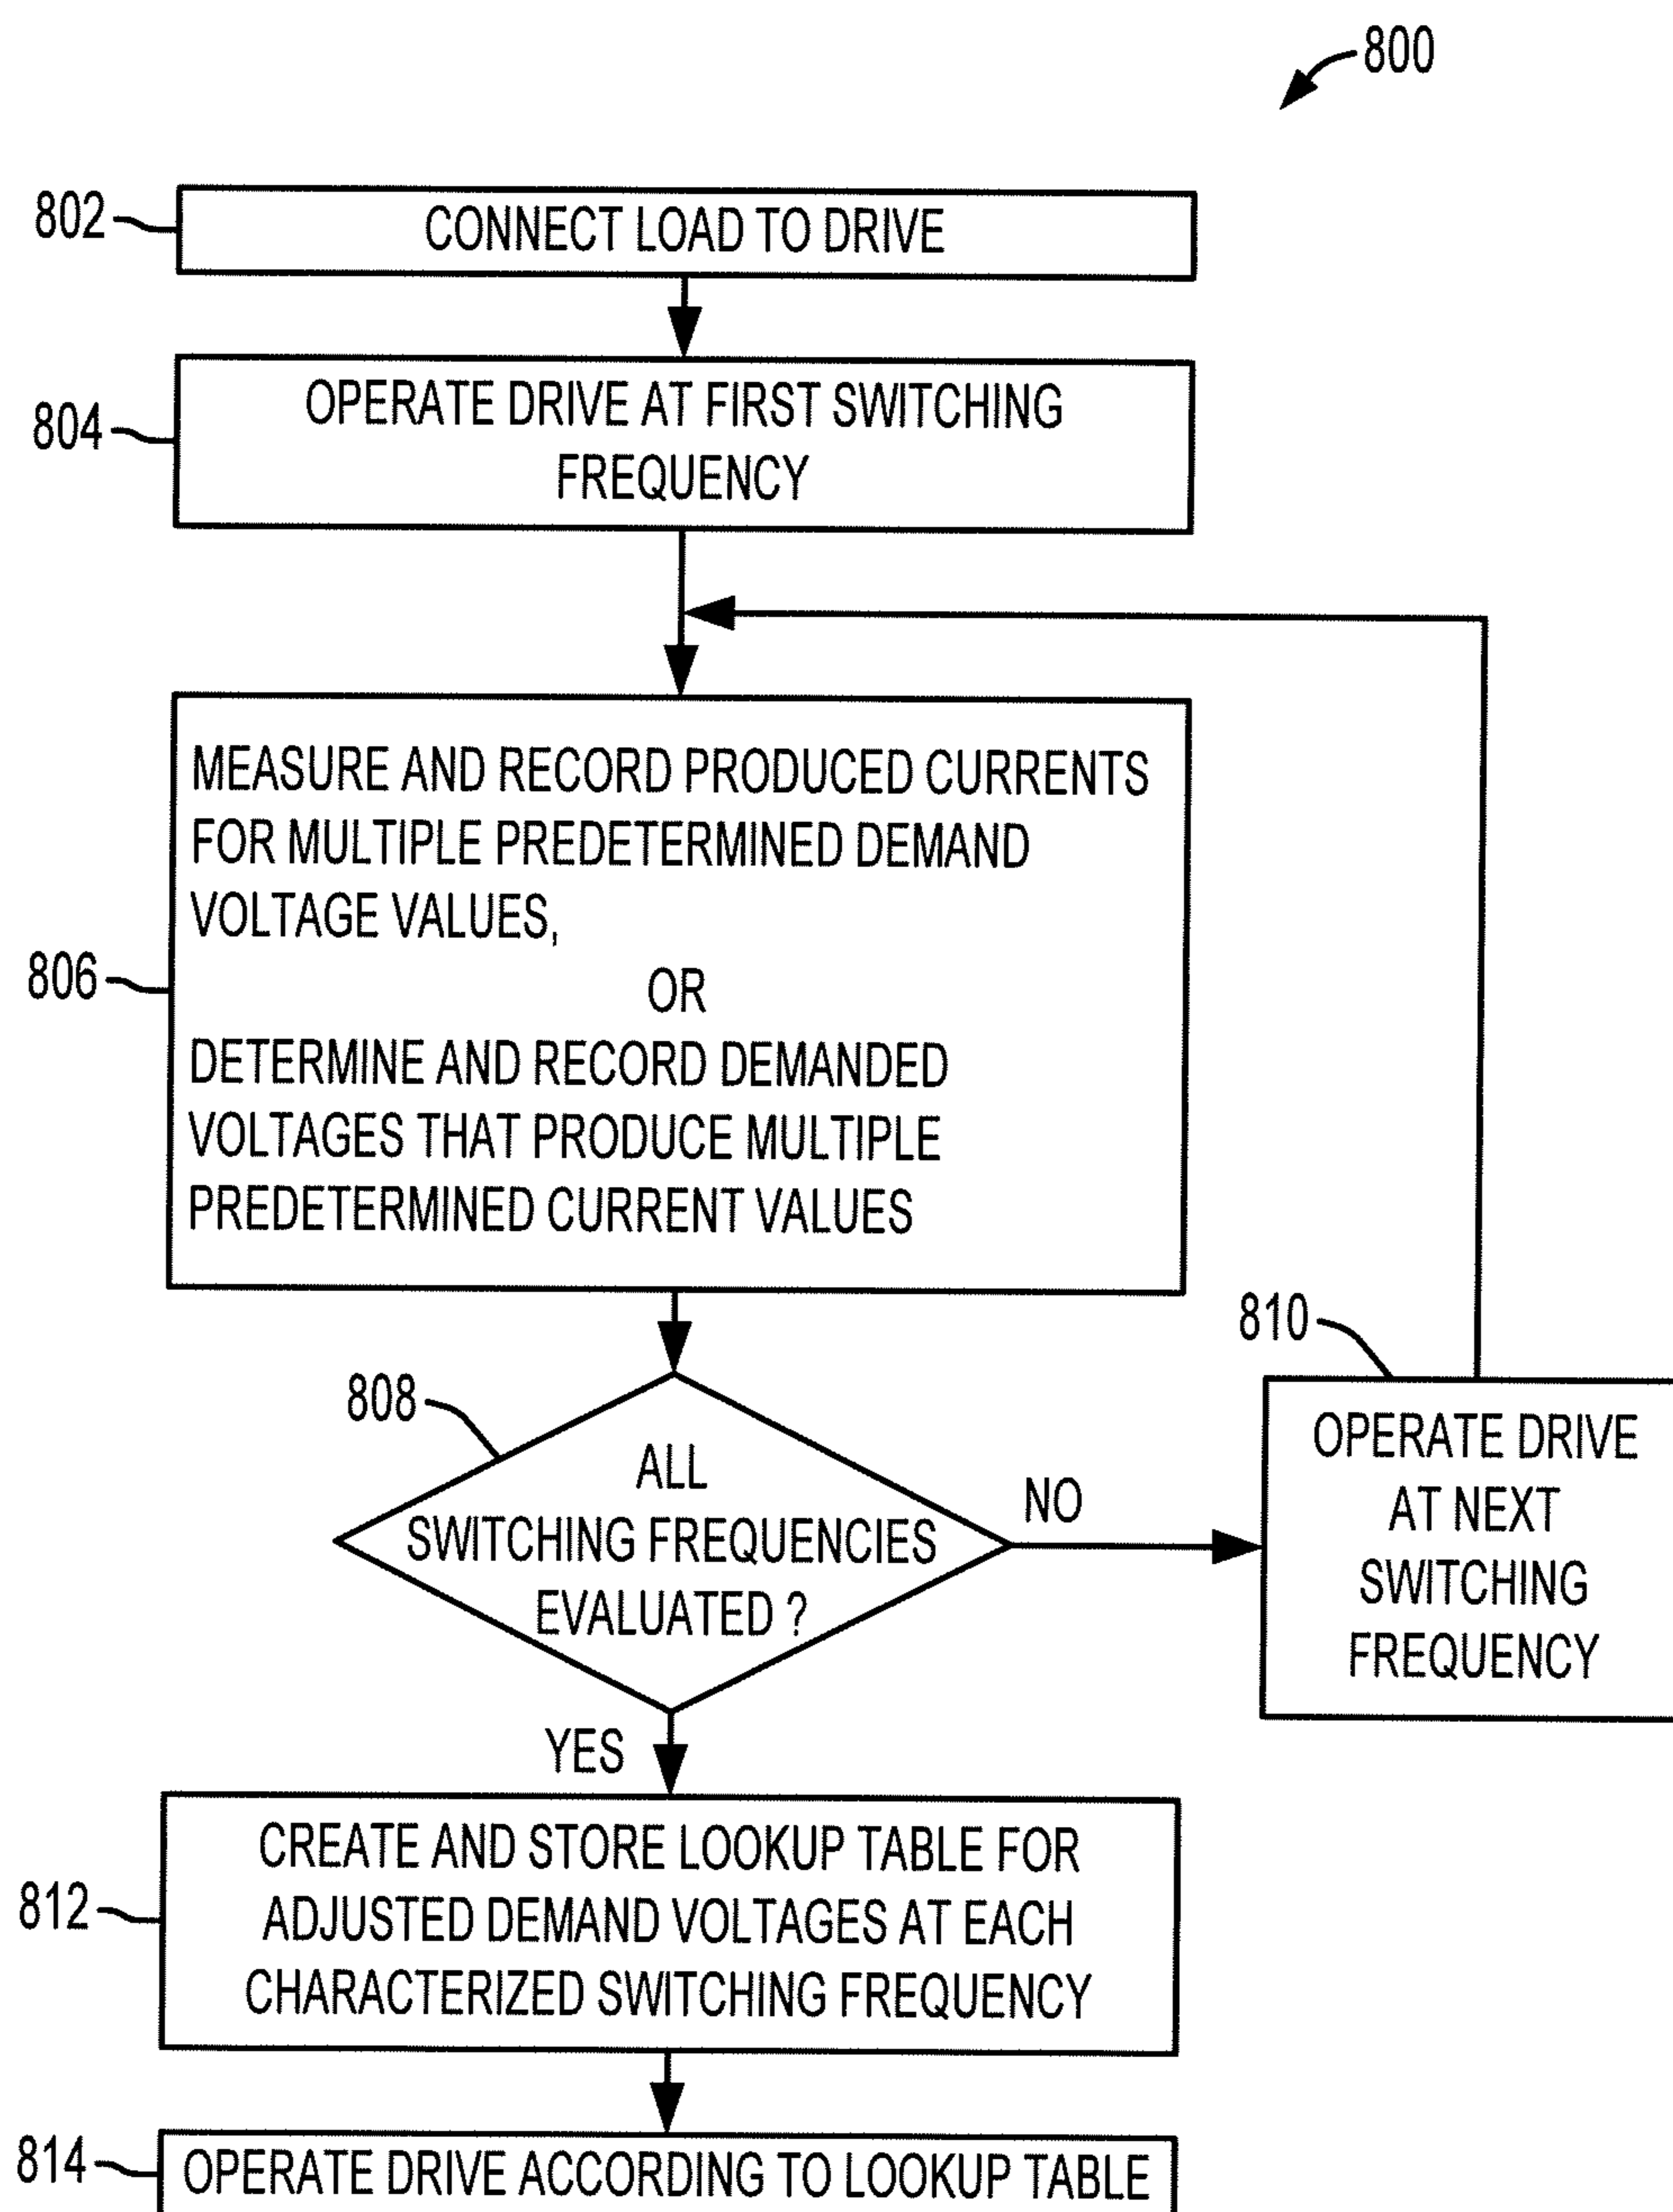 800
802
CONNECT LOAD TO DRIVE
804
OPERATE DRIVE AT FIRST SWITCHING
FREQUENCY
806
MEASURE AND RECORD PRODUCED CURRENTS
FOR MULTIPLE PREDETERMINED DEMAND
VOLTAGE VALUES,
OR
DETERMINE AND RECORD DEMANDED
VOLTAGES THAT PRODUCE MULTIPLE
PREDETERMINED CURRENT VALUES
808
ALL
SWITCHING FREQUENCIES
EVALUATED ?
NO
810
OPERATE DRIVE
AT NEXT
SWITCHING
FREQUENCY
YES
812
CREATE AND STORE LOOKUP TABLE FOR
ADJUSTED DEMAND VOLTAGES AT EACH
CHARACTERIZED SWITCHING FREQUENCY
814
OPERATE DRIVE ACCORDING TO LOOKUP TABLE